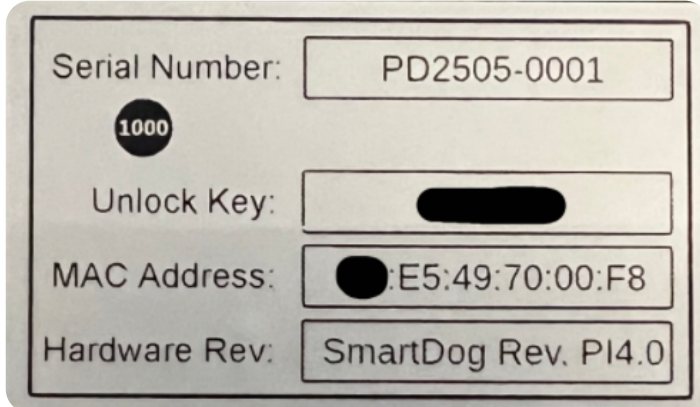 Serial Number: PD2505-0001
1000
Unlock Key:
MAC Address: :E5:49:70:00:F8
Hardware Rev: SmartDog Rev. PI4.0